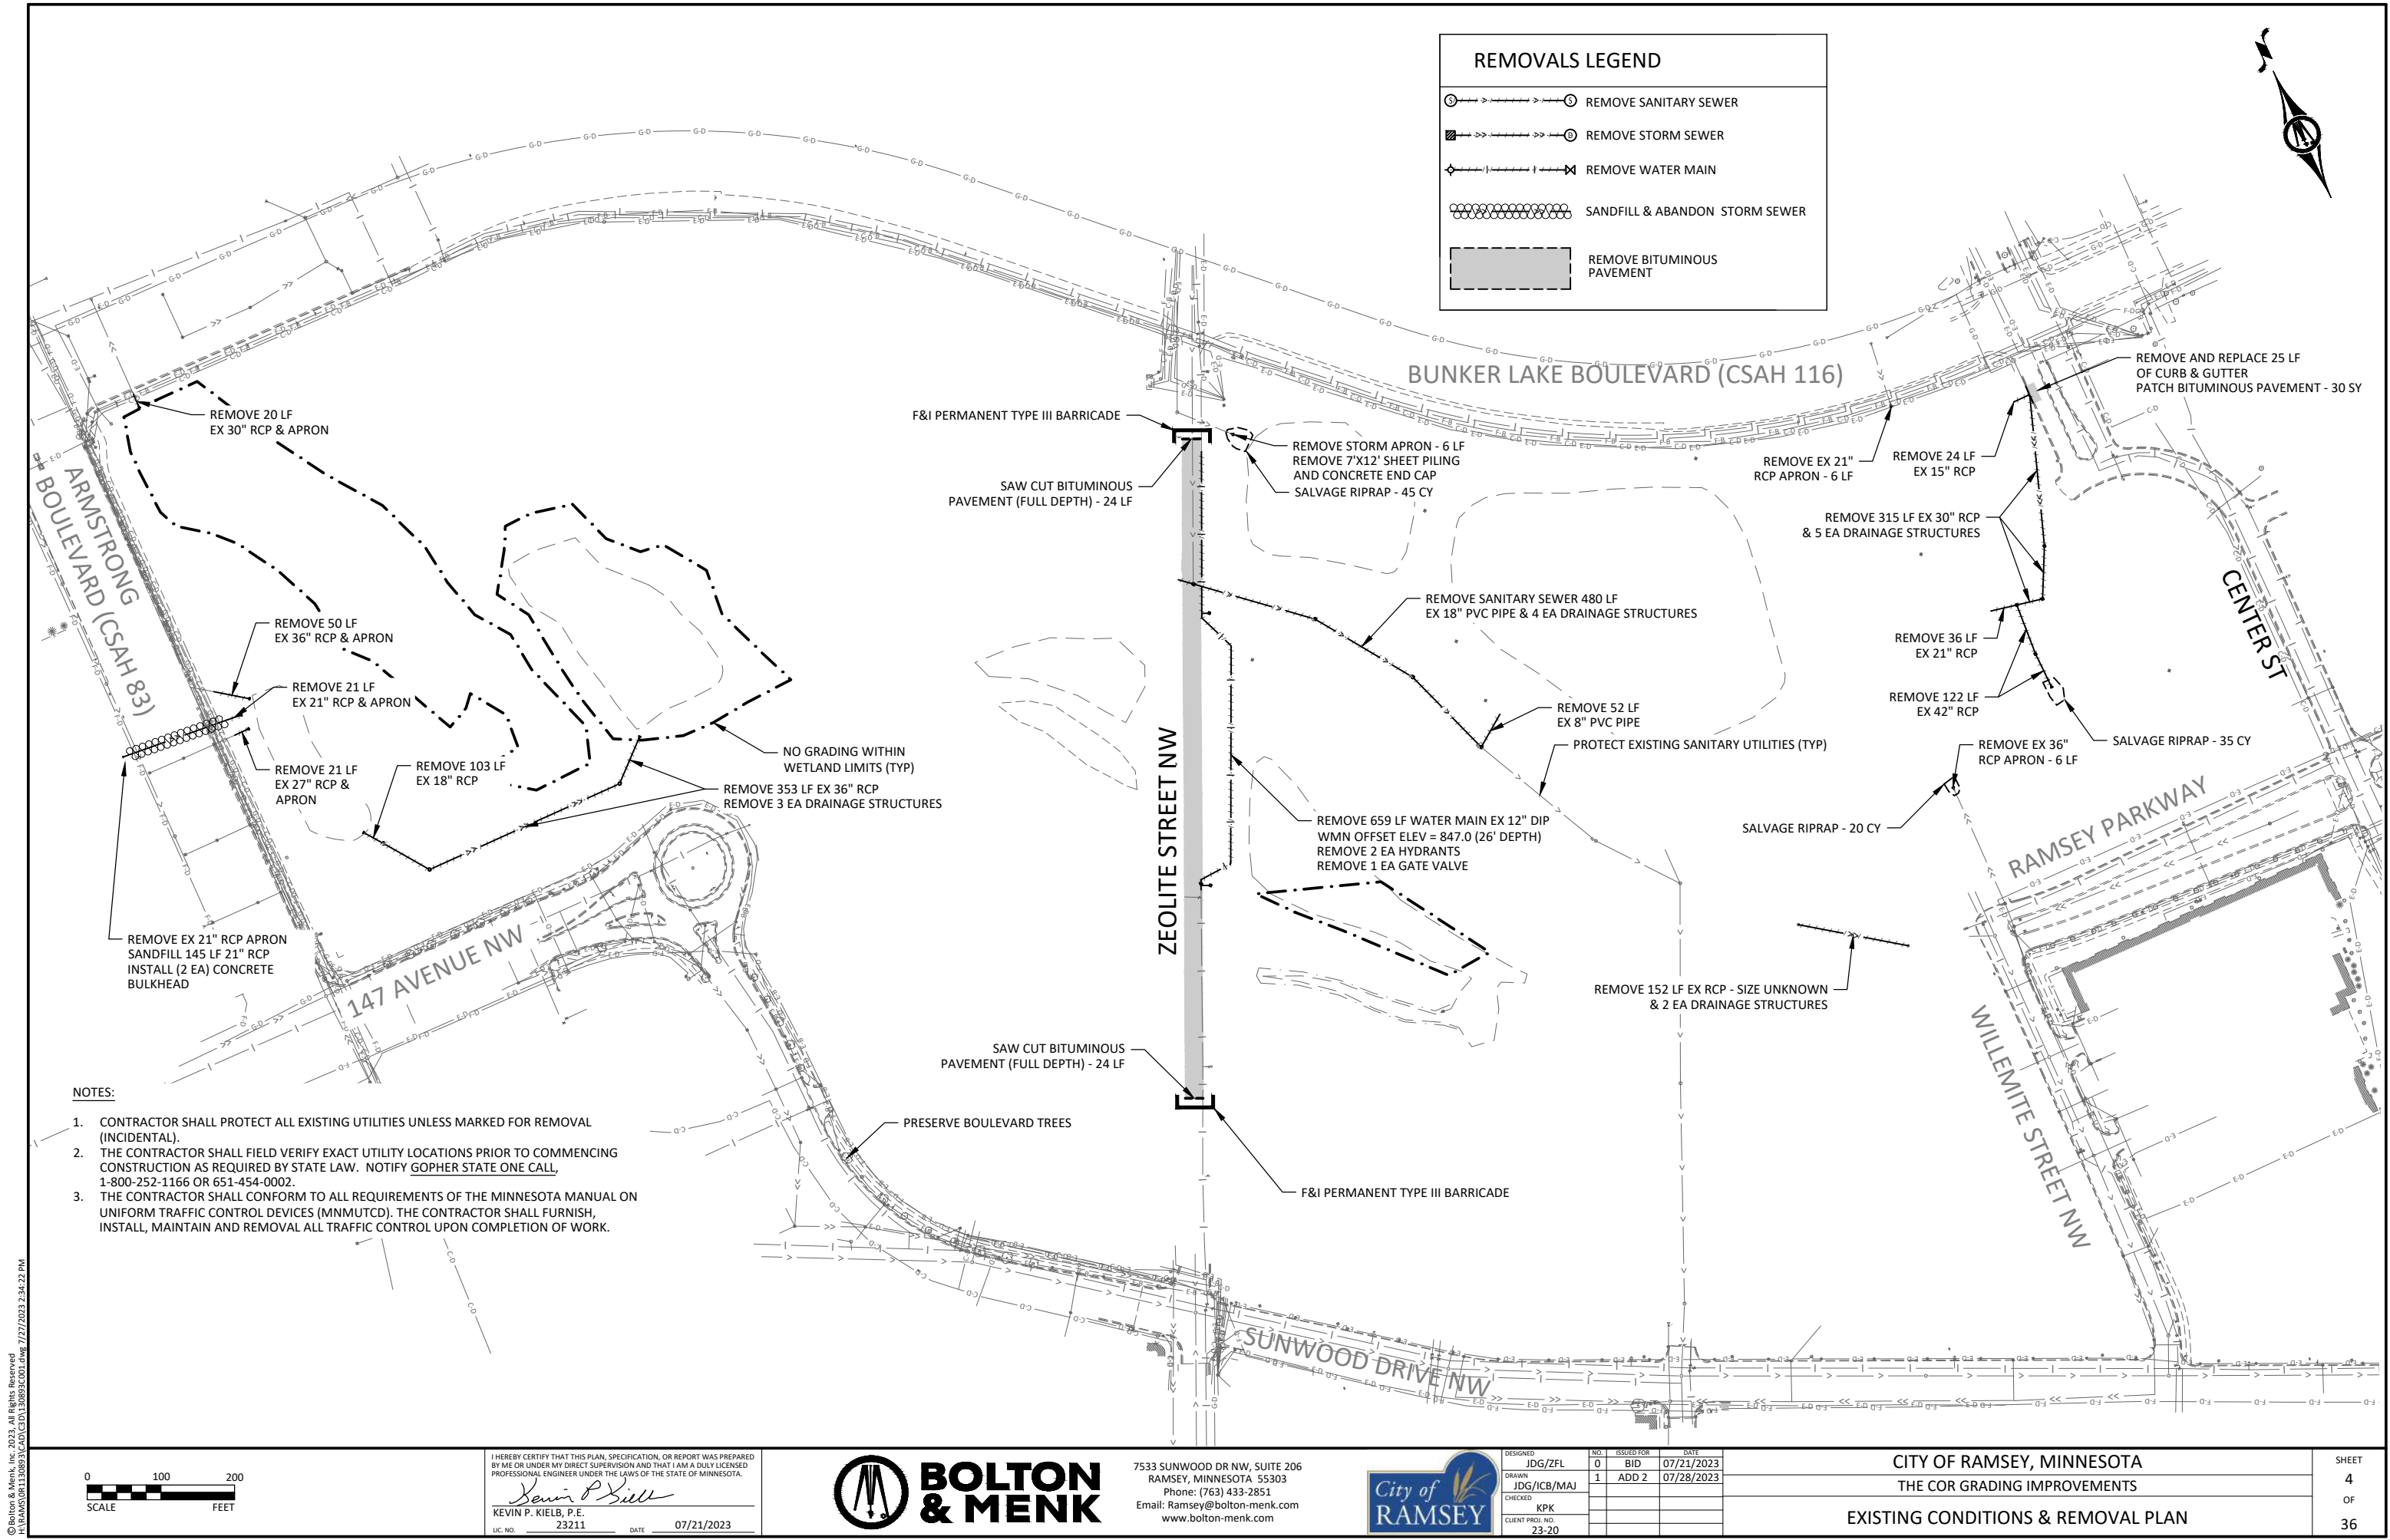 REMOVALS LEGEND
REMOVE SANITARY SEWER
REMOVE STORM SEWER
REMOVE WATER MAIN
SANDFILL & ABANDON STORM SEWER
REMOVE BITUMINOUS
PAVEMENT
N
BUNKER LAKE BOULEVARD (CSAH 116)
REMOVE AND REPLACE 25 LF
OF CURB & GUTTER
PATCH BITUMINOUS PAVEMENT - 30 SY
REMOVE 20 LF
EX 30" RCP & APRON
F&I PERMANENT TYPE III BARRICADE
REMOVE STORM APRON - 6 LF
REMOVE 7'X12' SHEET PILING
AND CONCRETE END CAP
SALVAGE RIPRAP - 45 CY
SAW CUT BITUMINOUS
PAVEMENT (FULL DEPTH) - 24 LF
REMOVE EX 21"
RCP APRON - 6 LF
REMOVE 24 LF
EX 15" RCP
REMOVE 315 LF EX 30" RCP
& 5 EA DRAINAGE STRUCTURES
ARMSTRONG
BOULEVARD (CSAH 83)
CENTER ST
REMOVE 50 LF
EX 36" RCP & APRON
REMOVE SANITARY SEWER 480 LF
EX 18" PVC PIPE & 4 EA DRAINAGE STRUCTURES
REMOVE 36 LF
EX 21" RCP
REMOVE 21 LF
EX 21" RCP & APRON
REMOVE 122 LF
EX 42" RCP
REMOVE 52 LF
EX 8" PVC PIPE
PROTECT EXISTING SANITARY UTILITIES (TYP)
SALVAGE RIPRAP - 35 CY
REMOVE EX 36"
RCP APRON - 6 LF
NO GRADING WITHIN
WETLAND LIMITS (TYP)
REMOVE 21 LF
EX 27" RCP &
APRON
REMOVE 103 LF
EX 18" RCP
REMOVE 353 LF EX 36" RCP
REMOVE 3 EA DRAINAGE STRUCTURES
ZEOLITE STREET NW
REMOVE 659 LF WATER MAIN EX 12" DIP
WMN OFFSET ELEV = 847.0 (26' DEPTH)
REMOVE 2 EA HYDRANTS
REMOVE 1 EA GATE VALVE
SALVAGE RIPRAP - 20 CY
RAMSEY PARKWAY
REMOVE EX 21" RCP APRON
SANDFILL 145 LF 21" RCP
INSTALL (2 EA) CONCRETE
BULKHEAD
147 AVENUE NW
REMOVE 152 LF EX RCP - SIZE UNKNOWN
& 2 EA DRAINAGE STRUCTURES
WILLEMITE STREET NW
SAW CUT BITUMINOUS
PAVEMENT (FULL DEPTH) - 24 LF
PRESERVE BOULEVARD TREES
F&I PERMANENT TYPE III BARRICADE
SUNWOOD DRIVE NW
NOTES:
1. CONTRACTOR SHALL PROTECT ALL EXISTING UTILITIES UNLESS MARKED FOR REMOVAL
(INCIDENTAL).
2. THE CONTRACTOR SHALL FIELD VERIFY EXACT UTILITY LOCATIONS PRIOR TO COMMENCING
CONSTRUCTION AS REQUIRED BY STATE LAW. NOTIFY GOPHER STATE ONE CALL,
1-800-252-1166 OR 651-454-0002.
3. THE CONTRACTOR SHALL CONFORM TO ALL REQUIREMENTS OF THE MINNESOTA MANUAL ON
UNIFORM TRAFFIC CONTROL DEVICES (MNMUTCD). THE CONTRACTOR SHALL FURNISH,
INSTALL, MAINTAIN AND REMOVAL ALL TRAFFIC CONTROL UPON COMPLETION OF WORK.
© Bolton & Menk, Inc. 2023, All Rights Reserved
H:\RAMS\0R1130893\CAD\C3D\130893C001.dwg 7/27/2023 2:34:22 PM
0 100 200
SCALE FEET
I HEREBY CERTIFY THAT THIS PLAN, SPECIFICATION, OR REPORT WAS PREPARED
BY ME OR UNDER MY DIRECT SUPERVISION AND THAT I AM A DULY LICENSED
PROFESSIONAL ENGINEER UNDER THE LAWS OF THE STATE OF MINNESOTA.
Kevin P Kielb
KEVIN P. KIELB, P.E.
LIC. NO. 23211 DATE 07/21/2023
BOLTON
& MENK
7533 SUNWOOD DR NW, SUITE 206
RAMSEY, MINNESOTA 55303
Phone: (763) 433-2851
Email: Ramsey@bolton-menk.com
www.bolton-menk.com
City of
RAMSEY
DESIGNED
JDG/ZFL
DRAWN
JDG/ICB/MAJ
CHECKED
KPK
CLIENT PROJ. NO.
23-20
NO. ISSUED FOR DATE
0 BID 07/21/2023
1 ADD 2 07/28/2023
CITY OF RAMSEY, MINNESOTA
THE COR GRADING IMPROVEMENTS
EXISTING CONDITIONS & REMOVAL PLAN
SHEET
4
OF
36